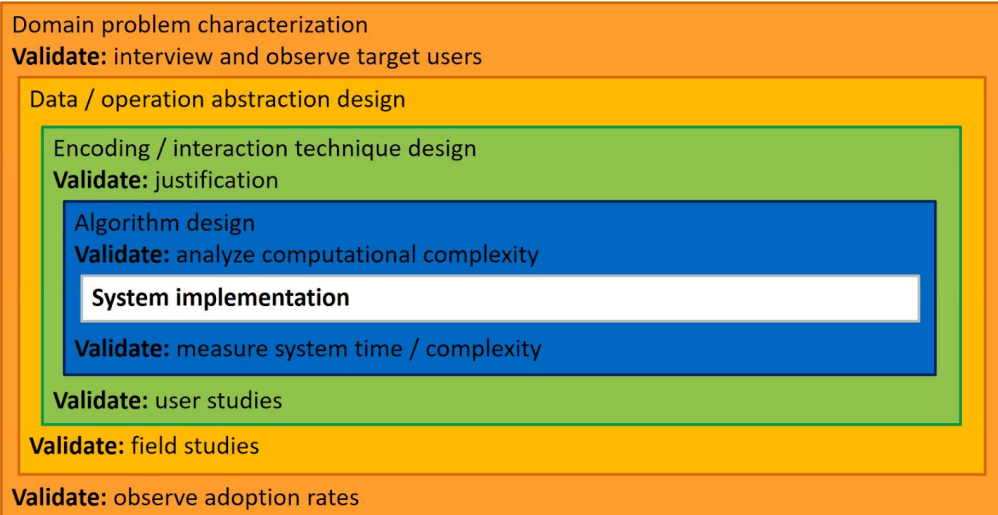 Domain problem characterization
Validate: interview and observe target users
Data / operation abstraction design
Encoding / interaction technique design
Validate: justification
Algorithm design
Validate: analyze computational complexity
System implementation
Validate: measure system time / complexity
Validate: user studies
Validate: field studies
Validate: observe adoption rates